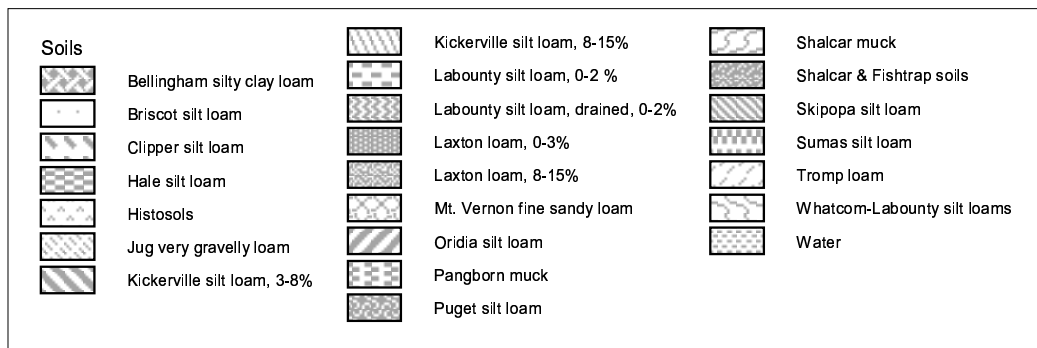 Soils
Bellingham silty clay loam
Briscot silt loam
Clipper silt loam
Hale silt loam
Histosols
Jug very gravelly loam
Kickerville silt loam, 3-8%
Kickerville silt loam, 8-15%
Labounty silt loam, 0-2 %
Labounty silt loam, drained, 0-2%
Laxton loam, 0-3%
Laxton loam, 8-15%
Mt. Vernon fine sandy loam
Oridia silt loam
Pangborn muck
Puget silt loam
Shalcar muck
Shalcar & Fishtrap soils
Skipopa silt loam
Sumas silt loam
Tromp loam
Whatcom-Labounty silt loams
Water